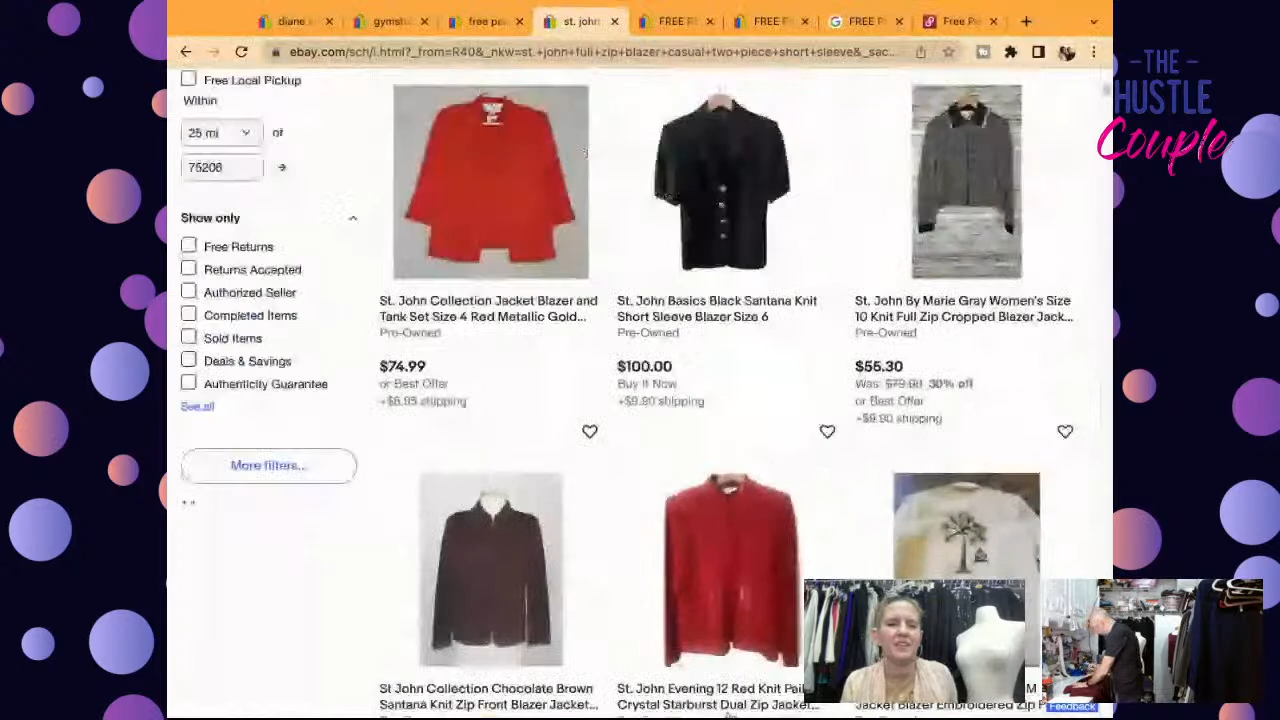 diane
gymsh
free pe
st. john
FREE
FREE
FREE
Free Pe
ebay.com/sch/i.html?_from=R40&_nkw=st.+john+full+zip+blazer+casual+two+piece+short+sleeve&_sac...
THE
HUSTLE
Couple
Free Local Pickup
Within
25 mi
of
75206
Show only
Free Returns
Returns Accepted
Authorized Seller
Completed Items
Sold Items
Deals & Savings
Authenticity Guarantee
See all
More filters...
St. John Collection Jacket Blazer and
Tank Set Size 4 Red Metallic Gold...
Pre-Owned
$74.99
or Best Offer
+$6.95 shipping
St. John Basics Black Santana Knit
Short Sleeve Blazer Size 6
Pre-Owned
$100.00
Buy It Now
+$9.90 shipping
St. John By Marie Gray Women's Size
10 Knit Full Zip Cropped Blazer Jack...
Pre-Owned
$55.30
Was: $79.00 30% off
or Best Offer
+$9.90 shipping
St John Collection Chocolate Brown
Santana Knit Zip Front Blazer Jacket...
St. John Evening 12 Red Knit Pai
Crystal Starburst Dual Zip Jacket...
Jacket Blazer Embroidered Zip
Feedback